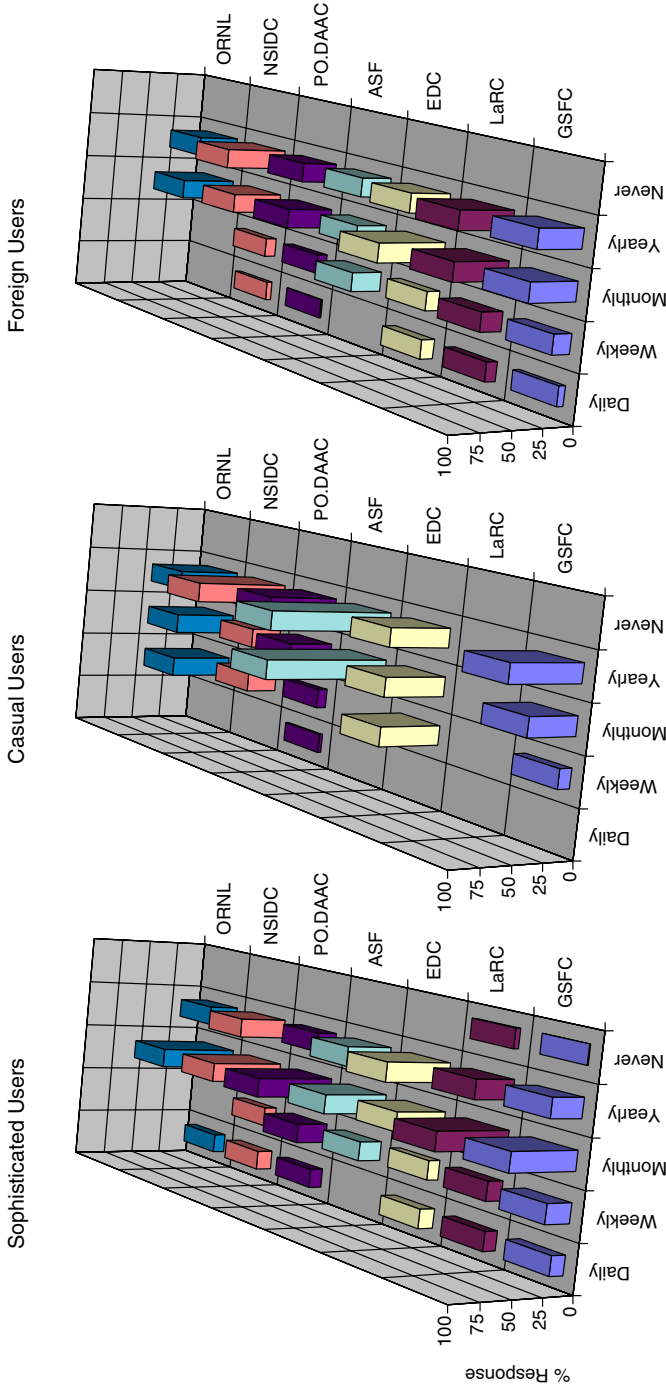 Foreign Users
ORNL
NSIDC
PO.DAAC
ASF
EDC
LaRC
GSFC
Never
Yearly
Monthly
Weekly
Daily
100
75
50
25
0
Casual Users
ORNL
NSIDC
PO.DAAC
ASF
EDC
LaRC
GSFC
Never
Yearly
Monthly
Weekly
Daily
100
75
50
25
0
Sophisticated Users
ORNL
NSIDC
PO.DAAC
ASF
EDC
LaRC
GSFC
Never
Yearly
Monthly
Weekly
Daily
100
75
50
25
0
% Response